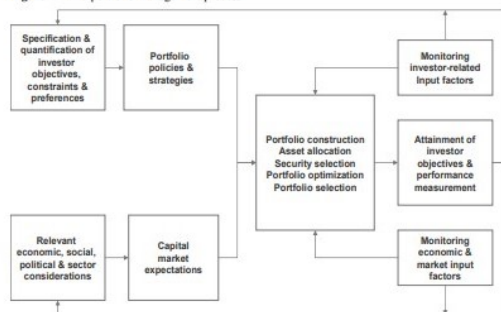 Specification &
quantification of
investor
objectives,
constraints &
preferences
Portfolio
policies &
strategies
Monitoring
investor-related
Input factors
Portfolio construction
Asset allocation
Security selection
Portfolio optimization
Portfolio selection
Attainment of
investor
objectives &
performance
measurement
Relevant
economic, social,
political & sector
considerations
Capital
market
expectations
Monitoring
economic &
market input
factors